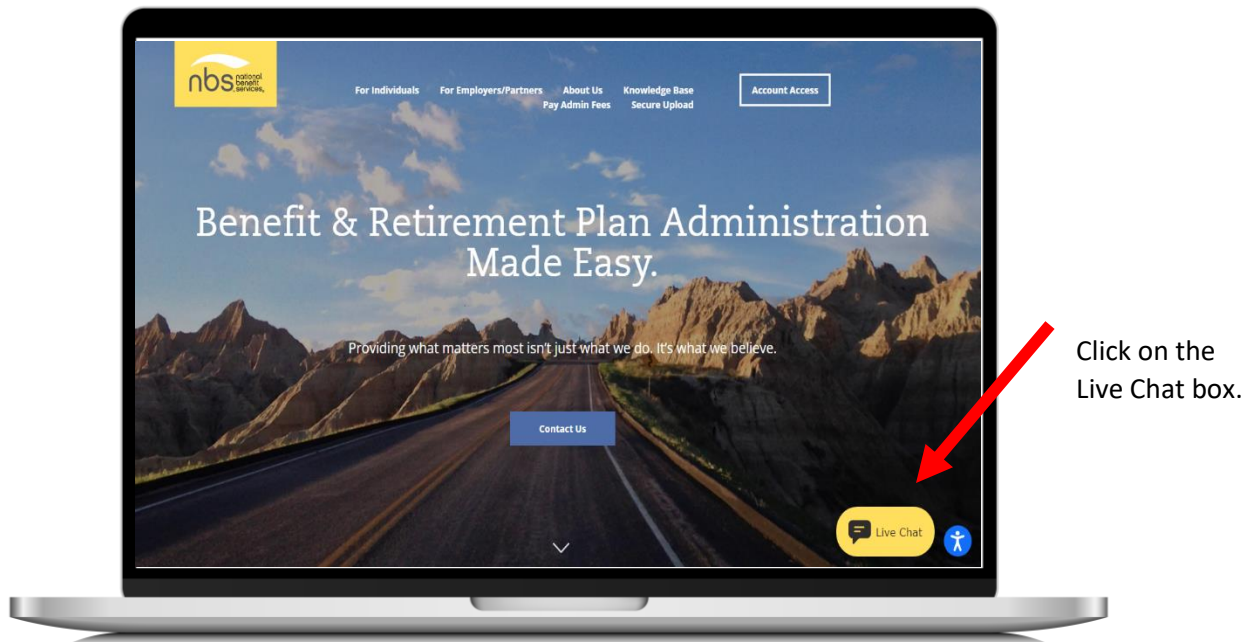 nbs national
benefit
services,
For Individuals For Employers/Partners About Us Knowledge Base
Pay Admin Fees Secure Upload
Account Access
Benefit & Retirement Plan Administration
Made Easy.
Providing what matters most isn't just what we do. It's what we believe.
Contact Us
Live Chat
Click on the
Live Chat box.